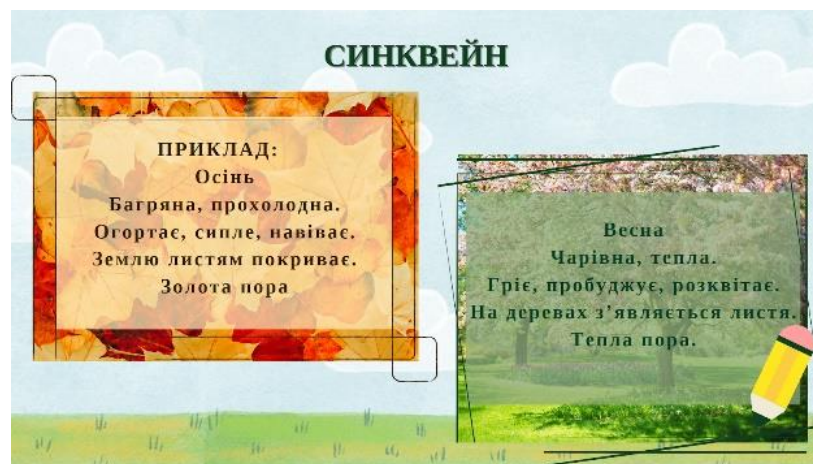 СИНКВЕЙН
ПРИКЛАД:
Осінь
Багряна, прохолодна.
Огортає, сипле, навіває.
Землю листям покриває.
Золота пора
Весна
Чарівна, тепла.
Гріє, пробуджує, розквітає.
На деревах з’являється листя.
Тепла пора.